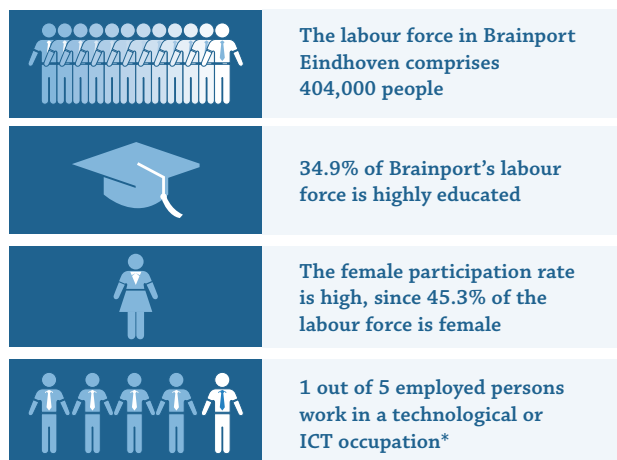 The labour force in Brainport
Eindhoven comprises
404,000 people
34.9% of Brainport's labour
force is highly educated
The female participation rate
is high, since 45.3% of the
labour force is female
1 out of 5 employed persons
work in a technological or
ICT occupation*